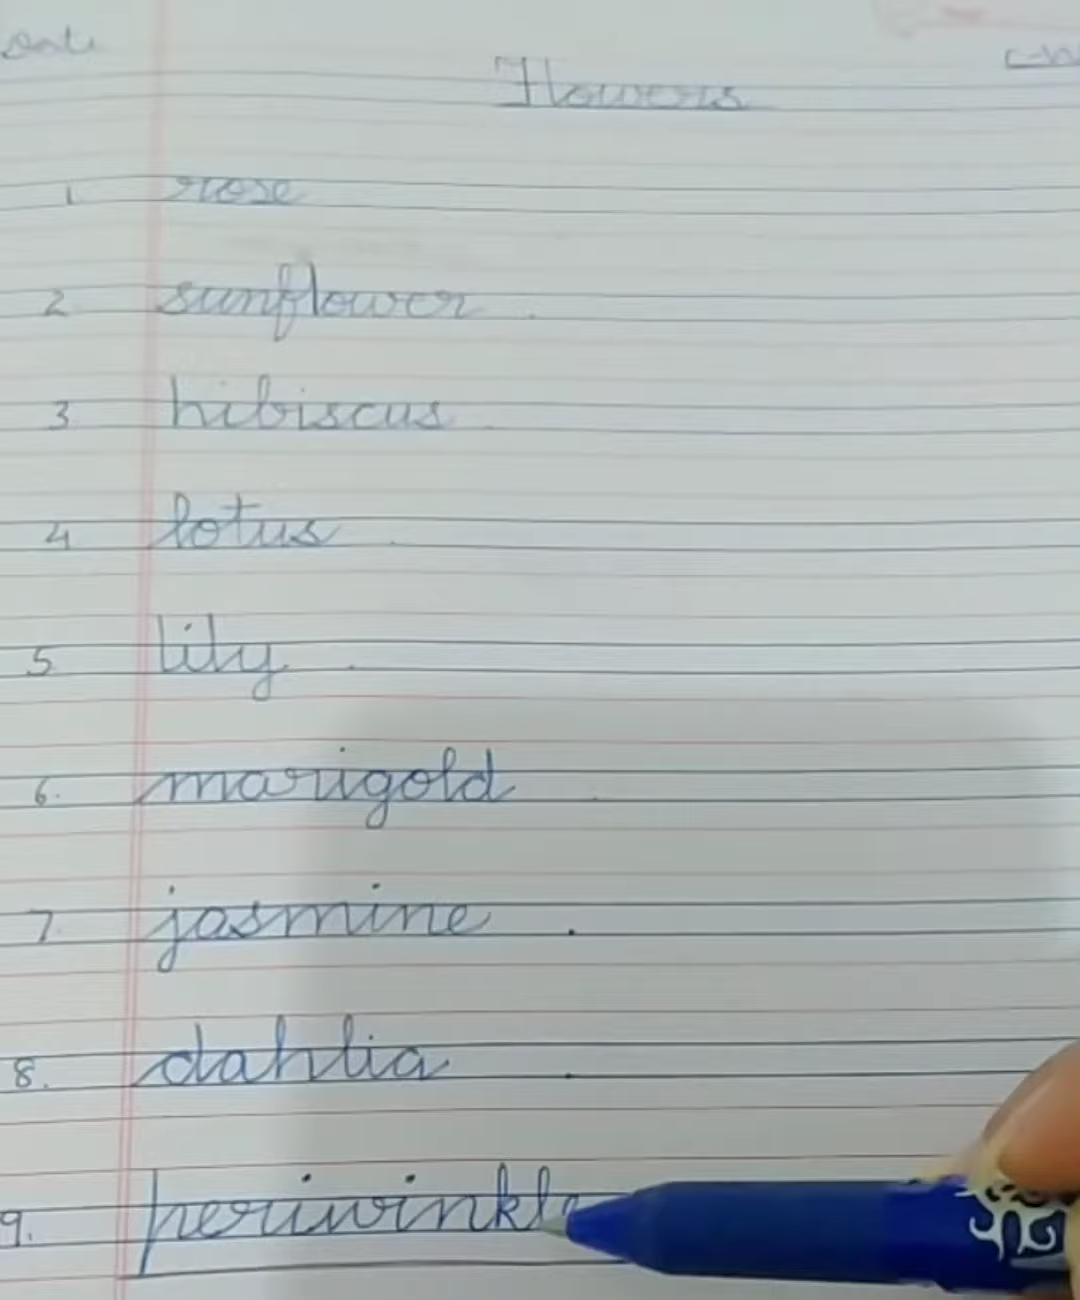 Date
Flowers
1. rose
2. sunflower.
3. hibiscus.
4. lotus.
5. lily.
6. marigold.
7. jasmine.
8. dahlia.
9. periwinkle